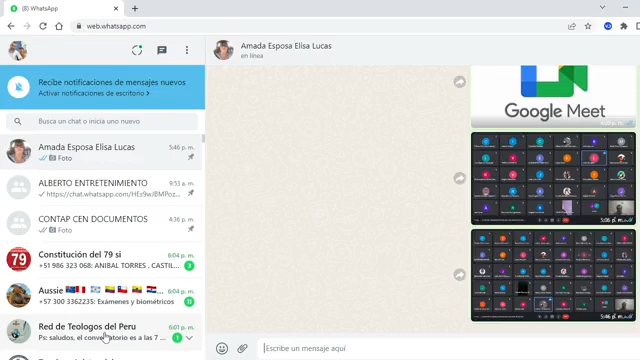 (8) WhatsApp
web.whatsapp.com
Amada Esposa Elisa Lucas
en línea
Recibe notificaciones de mensajes nuevos
Activar notificaciones de escritorio >
Busca un chat o inicia uno nuevo
Amada Esposa Elisa Lucas 5:46 p. m.
Foto
ALBERTO ENTRETENIMIENTO 9:53 a. m.
https://chat.whatsapp.com/HEs9wJBMPoz...
CONTAP CEN DOCUMENTOS 4:36 p. m.
Foto
79
Constitución del 79 si 6:04 p. m.
+51 986 323 068: ANIBAL TORRES , CASTIL... 3
Aussie 6:04 p. m.
+57 300 3362235: Exámenes y biométricos 11
Red de Teologos del Peru 6:01 p. m.
Ps: saludos, el conversatorio es a las 7 ... 1
Google Meet
5:06 p. m.
5:46 p. m.
Escribe un mensaje aquí